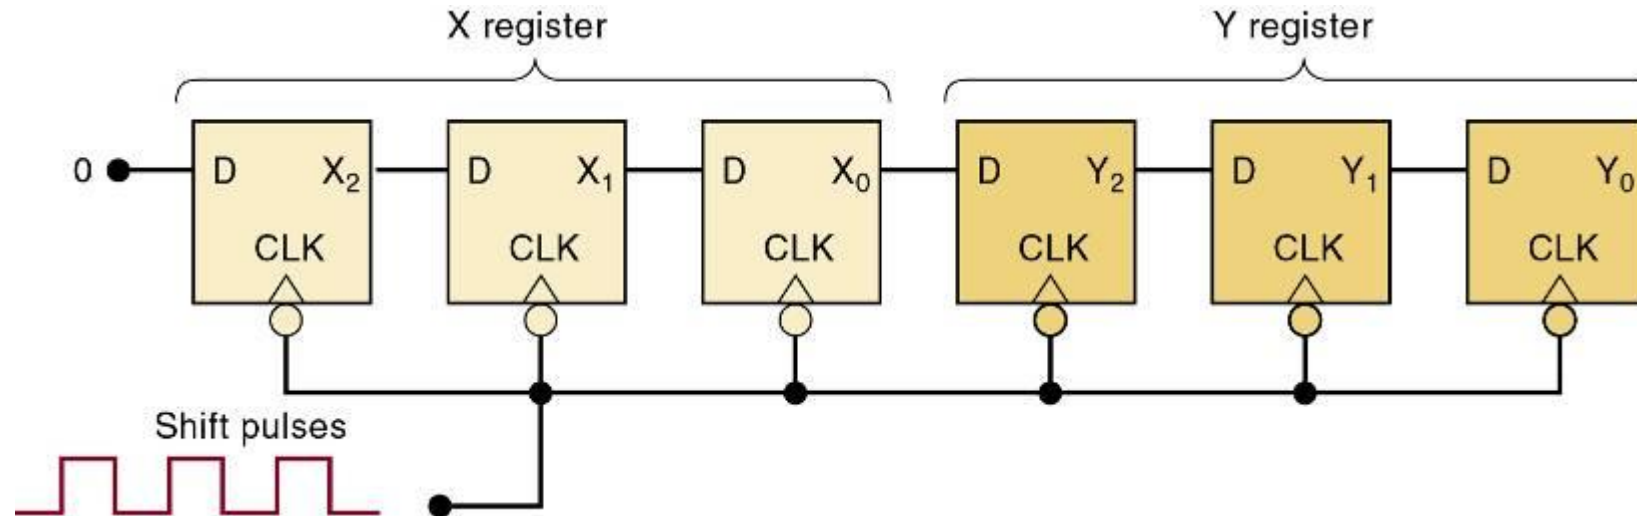 X register
Y register
0
D X₂ D X₁ D X₀ D Y₂ D Y₁ D Y₀
CLK CLK CLK CLK CLK CLK
Shift pulses